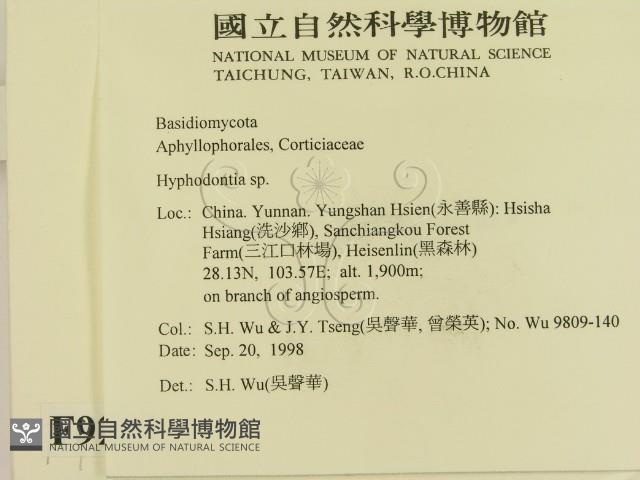 國立自然科學博物館
NATIONAL MUSEUM OF NATURAL SCIENCE
TAICHUNG, TAIWAN, R.O.CHINA
Basidiomycota
Aphyllophorales, Corticiaceae
Hyphodontia sp.
Loc.: China. Yunnan. Yungshan Hsien(永善縣): Hsisha
Hsiang(洗沙鄉), Sanchiangkou Forest
Farm(三江口林場), Heisenlin(黑森林)
28.13N, 103.57E; alt. 1,900m;
on branch of angiosperm.
Col.: S.H. Wu & J.Y. Tseng(吳聲華, 曾榮英); No. Wu 9809-140
Date: Sep. 20, 1998
Det.: S.H. Wu(吳聲華)
國立自然科學博物館
NATIONAL MUSEUM OF NATURAL SCIENCE